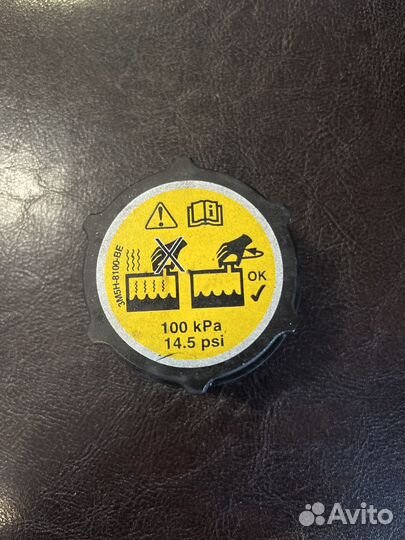 3M5H-8100-BE
OK
100 kPa
14.5 psi
Avito